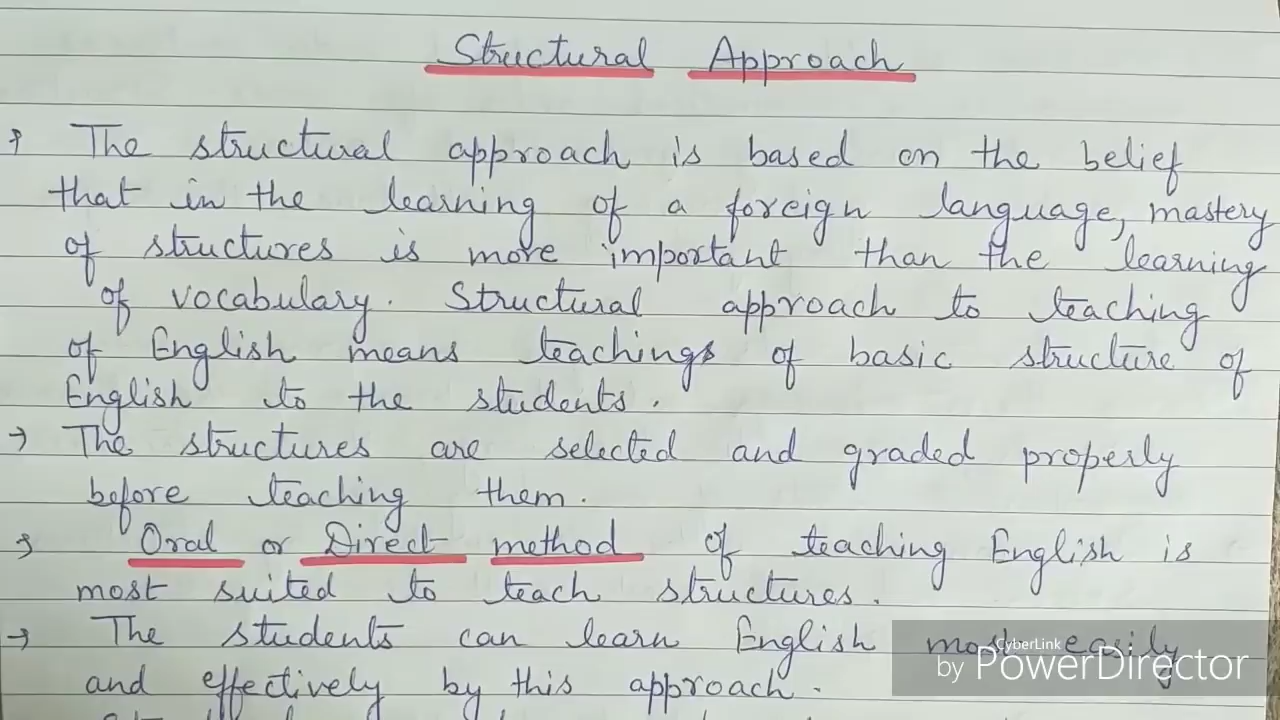 Structural Approach
→ The structural approach is based on the belief
that in the learning of a foreign language, mastery
of structures is more important than the learning
of vocabulary. Structural approach to teaching
of English means teachings of basic structure of
English to the students.
→ The structures are selected and graded properly
before teaching them.
→ Oral or Direct method of teaching English is
most suited to teach structures.
→ The students can learn English most easily
and effectively by this approach.
CyberLink
by PowerDirector